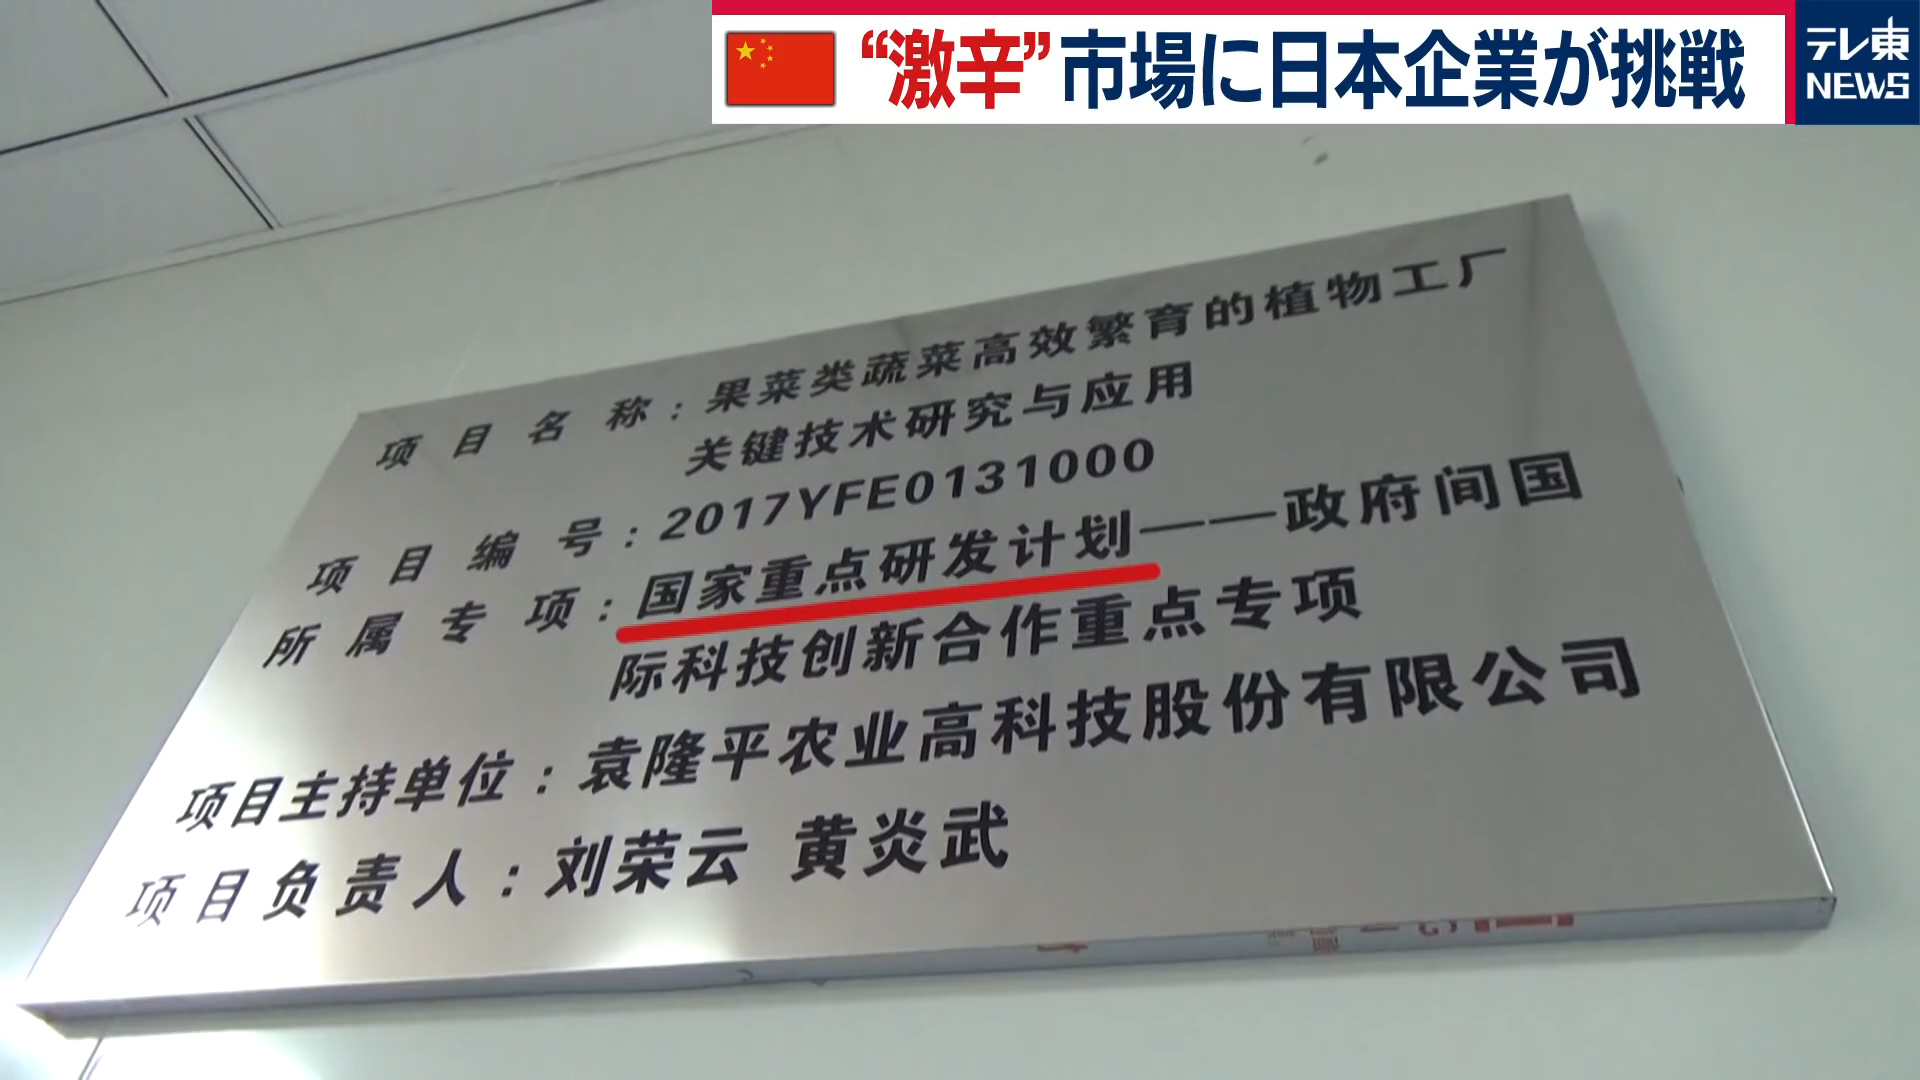 “激辛”市場に日本企業が挑戦
テレ東
NEWS
项目名称：果菜类蔬菜高效繁育的植物工厂
关键技术研究与应用
项目编号：2017YFE0131000
所属专项：国家重点研发计划——政府间国
际科技创新合作重点专项
项目主持单位：袁隆平农业高科技股份有限公司
项目负责人：刘荣云 黄炎武